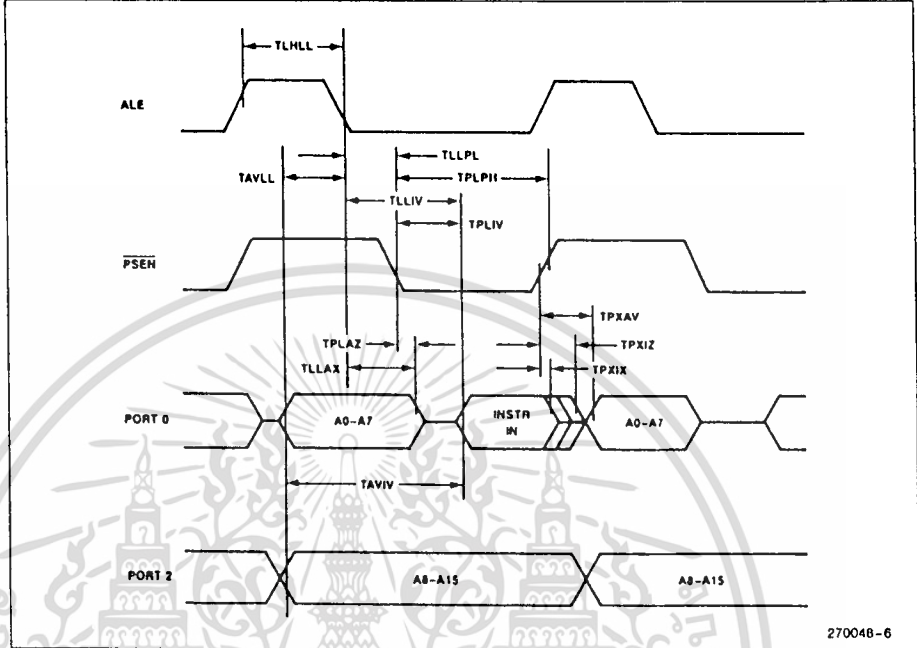 TLHLL
ALE
TLLPL
TAVLL
TPLPH
TLLIV
TPLIV
PSEN
TPXAV
TPLAZ
TPXIZ
TLLAX
TPXIX
PORT 0
A0-A7
INSTR
IN
A0-A7
TAVIV
PORT 2
A8-A15
A8-A15
270048-6